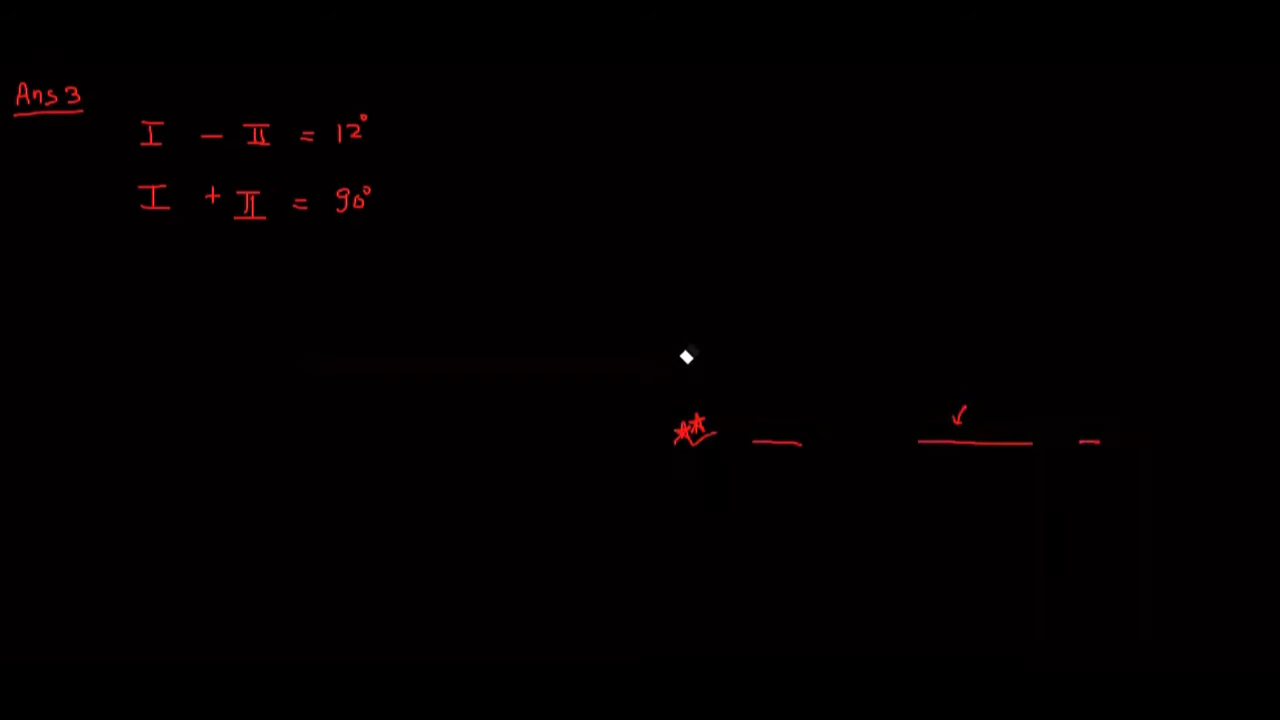 Ans 3
I - II = 12°
I + II = 90°